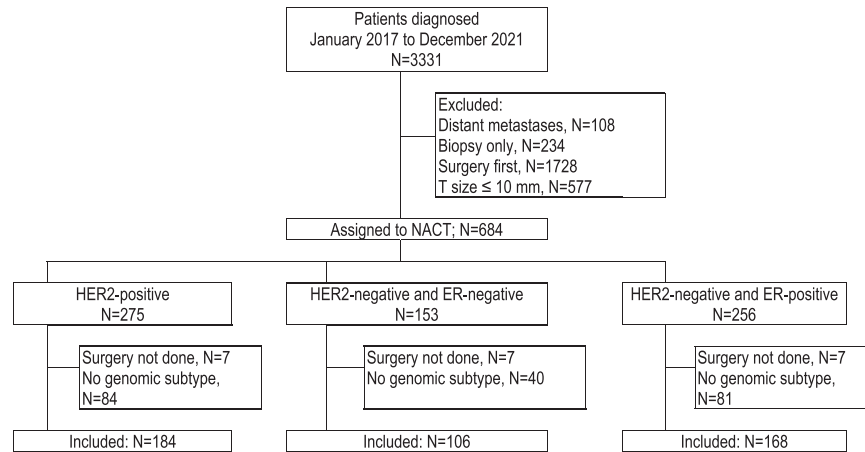 Patients diagnosed
January 2017 to December 2021
N=3331
Excluded:
Distant metastases, N=108
Biopsy only, N=234
Surgery first, N=1728
T size ≤ 10 mm, N=577
Assigned to NACT; N=684
HER2-positive
N=275
HER2-negative and ER-negative
N=153
HER2-negative and ER-positive
N=256
Surgery not done, N=7
No genomic subtype,
N=84
Surgery not done, N=7
No genomic subtype, N=40
Surgery not done, N=7
No genomic subtype,
N=81
Included: N=184
Included: N=106
Included: N=168